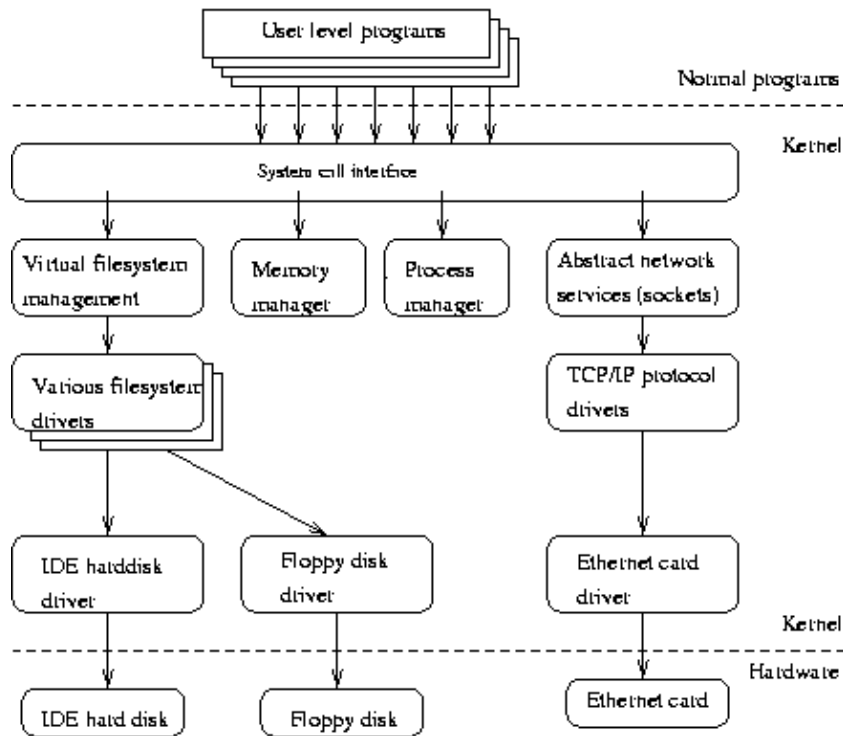 User level programs
Normal programs
Kernel
System call interface
Virtual filesystem
management
Memory
manager
Process
manager
Abstract network
services (sockets)
Various filesystem
drivers
TCP/IP protocol
drivers
IDE harddisk
driver
Floppy disk
driver
Ethernet card
driver
Kernel
Hardware
IDE hard disk
Floppy disk
Ethernet card